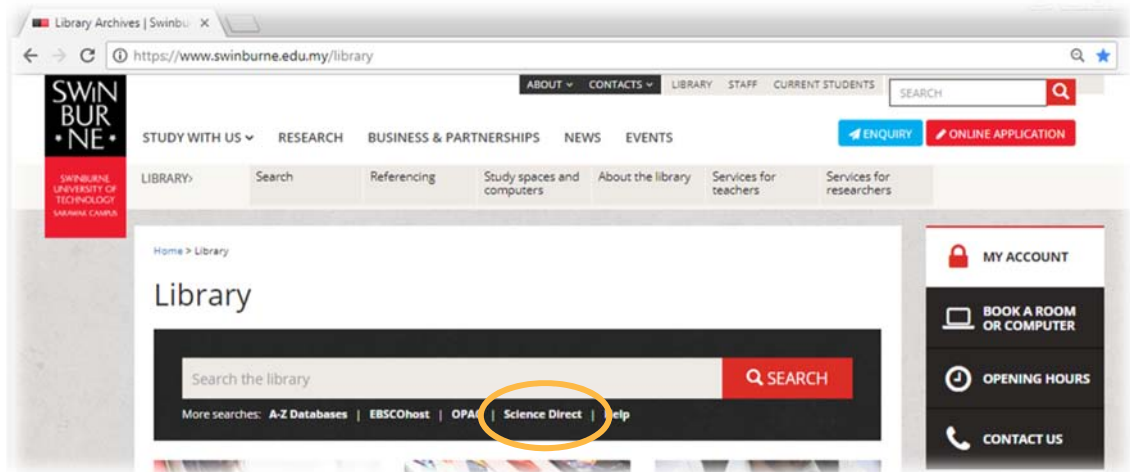 Library Archives | Swinbu
https://www.swinburne.edu.my/library
SWIN
BUR
• NE •
SWINBURNE
UNIVERSITY OF
TECHNOLOGY
SARAWAK CAMPUS
ABOUT CONTACTS LIBRARY STAFF CURRENT STUDENTS SEARCH
STUDY WITH US RESEARCH BUSINESS & PARTNERSHIPS NEWS EVENTS ENQUIRY ONLINE APPLICATION
LIBRARY> Search Referencing Study spaces and computers About the library Services for teachers Services for researchers
Home > Library
Library
Search the library SEARCH
More searches: A-Z Databases | EBSCOhost | OPAC | Science Direct | Help
MY ACCOUNT
BOOK A ROOM
OR COMPUTER
OPENING HOURS
CONTACT US